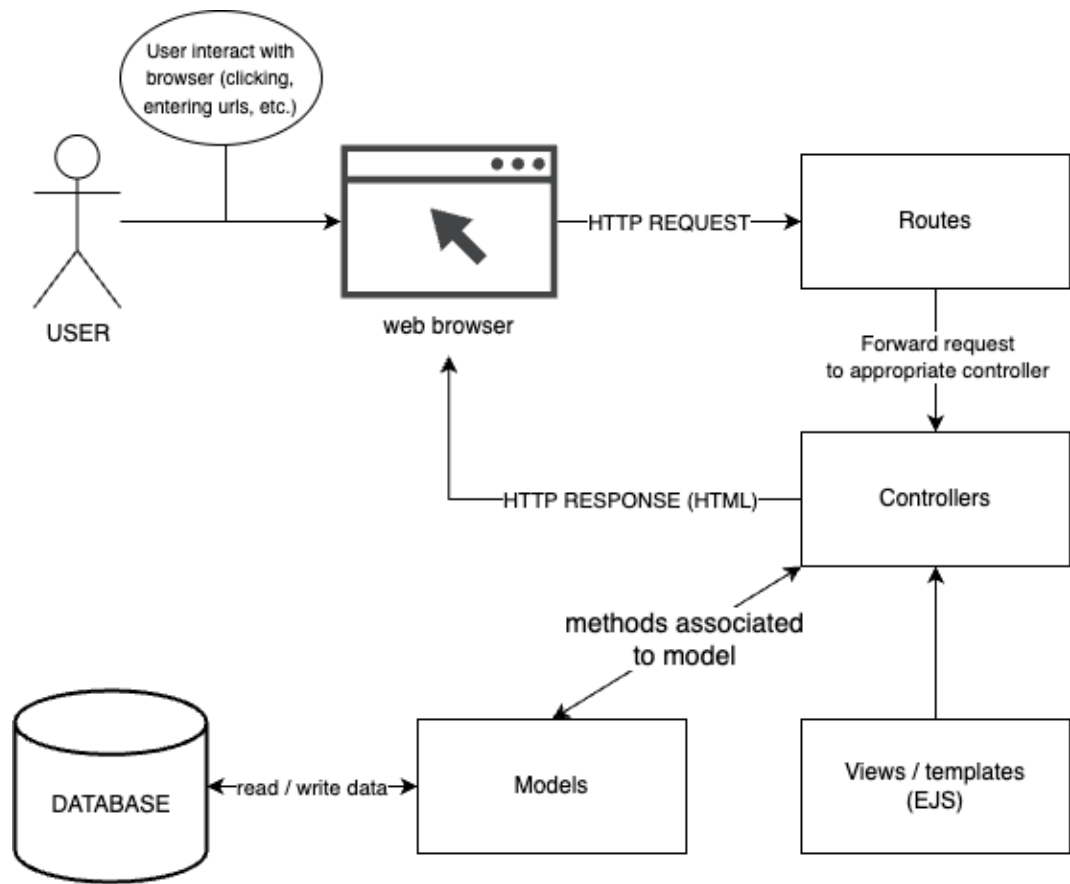 User interact with
browser (clicking,
entering urls, etc.)
USER
web browser
HTTP REQUEST
Routes
Forward request
to appropriate controller
Controllers
HTTP RESPONSE (HTML)
methods associated
to model
DATABASE
read / write data
Models
Views / templates
(EJS)